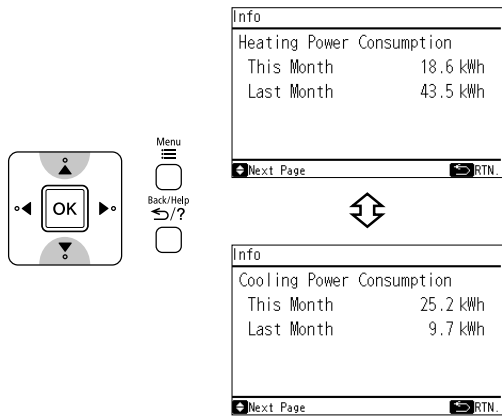 Info
Heating Power Consumption
This Month 18.6 kWh
Last Month 43.5 kWh
Next Page RTN.
Menu
OK
Back/Help
/?
Info
Cooling Power Consumption
This Month 25.2 kWh
Last Month 9.7 kWh
Next Page RTN.